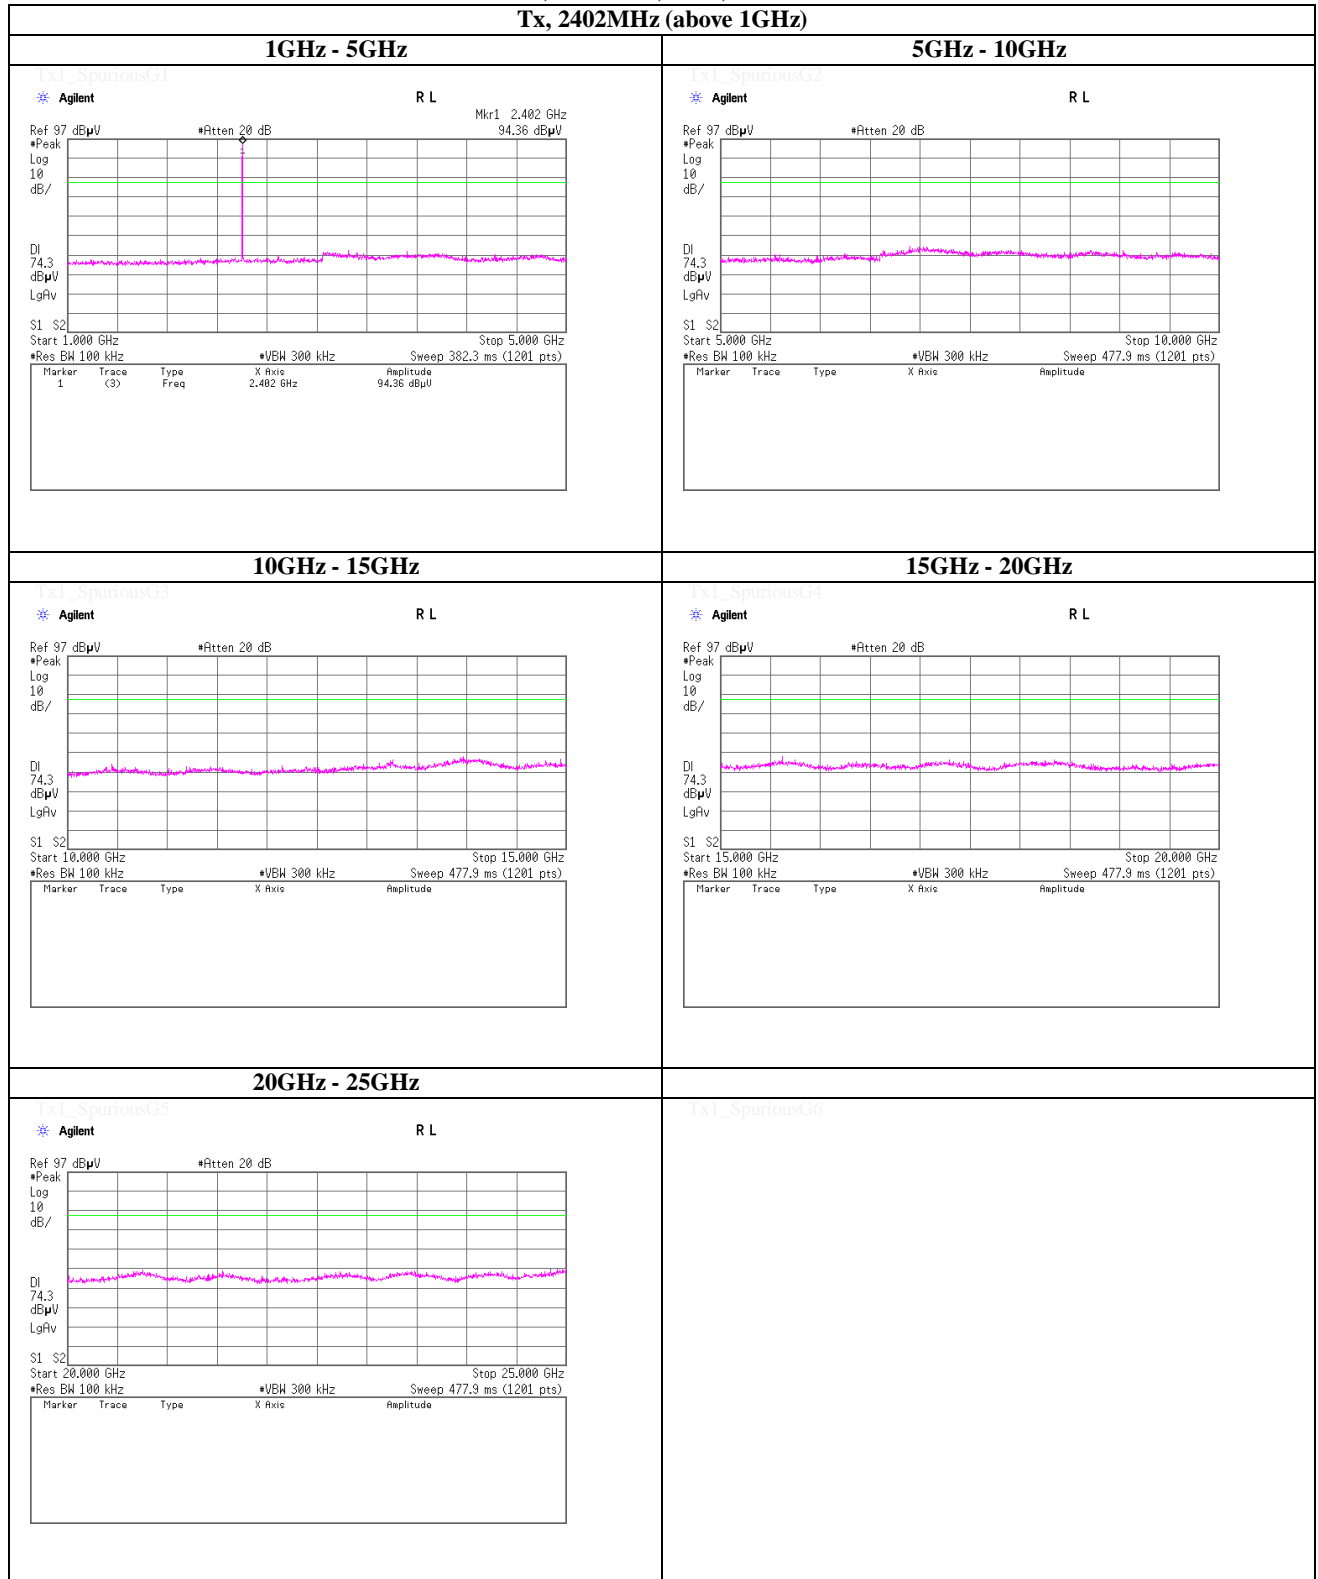 Tx, 2402MHz (above 1GHz)
1GHz - 5GHz
5GHz - 10GHz
Tx1_SpuriousG1
Agilent
R L
Mkr1 2.402 GHz
Ref 97 dBµV
#Atten 20 dB
94.36 dBµV
#Peak
Log
10
dB/
DI
74.3
dBµV
LgAv
S1 S2
Start 1.000 GHz
Stop 5.000 GHz
#Res BW 100 kHz
#VBW 300 kHz
Sweep 382.3 ms (1201 pts)
Marker Trace Type X Axis Amplitude
1 (3) Freq 2.402 GHz 94.36 dBµV
Tx1_SpuriousG2
Agilent
R L
Ref 97 dBµV
#Atten 20 dB
#Peak
Log
10
dB/
DI
74.3
dBµV
LgAv
S1 S2
Start 5.000 GHz
Stop 10.000 GHz
#Res BW 100 kHz
#VBW 300 kHz
Sweep 477.9 ms (1201 pts)
Marker Trace Type X Axis Amplitude
10GHz - 15GHz
15GHz - 20GHz
Tx1_SpuriousG3
Agilent
R L
Ref 97 dBµV
#Atten 20 dB
#Peak
Log
10
dB/
DI
74.3
dBµV
LgAv
S1 S2
Start 10.000 GHz
Stop 15.000 GHz
#Res BW 100 kHz
#VBW 300 kHz
Sweep 477.9 ms (1201 pts)
Marker Trace Type X Axis Amplitude
Tx1_SpuriousG4
Agilent
R L
Ref 97 dBµV
#Atten 20 dB
#Peak
Log
10
dB/
DI
74.3
dBµV
LgAv
S1 S2
Start 15.000 GHz
Stop 20.000 GHz
#Res BW 100 kHz
#VBW 300 kHz
Sweep 477.9 ms (1201 pts)
Marker Trace Type X Axis Amplitude
20GHz - 25GHz
Tx1_SpuriousG5
Agilent
R L
Ref 97 dBµV
#Atten 20 dB
#Peak
Log
10
dB/
DI
74.3
dBµV
LgAv
S1 S2
Start 20.000 GHz
Stop 25.000 GHz
#Res BW 100 kHz
#VBW 300 kHz
Sweep 477.9 ms (1201 pts)
Marker Trace Type X Axis Amplitude
Tx1_SpuriousG6